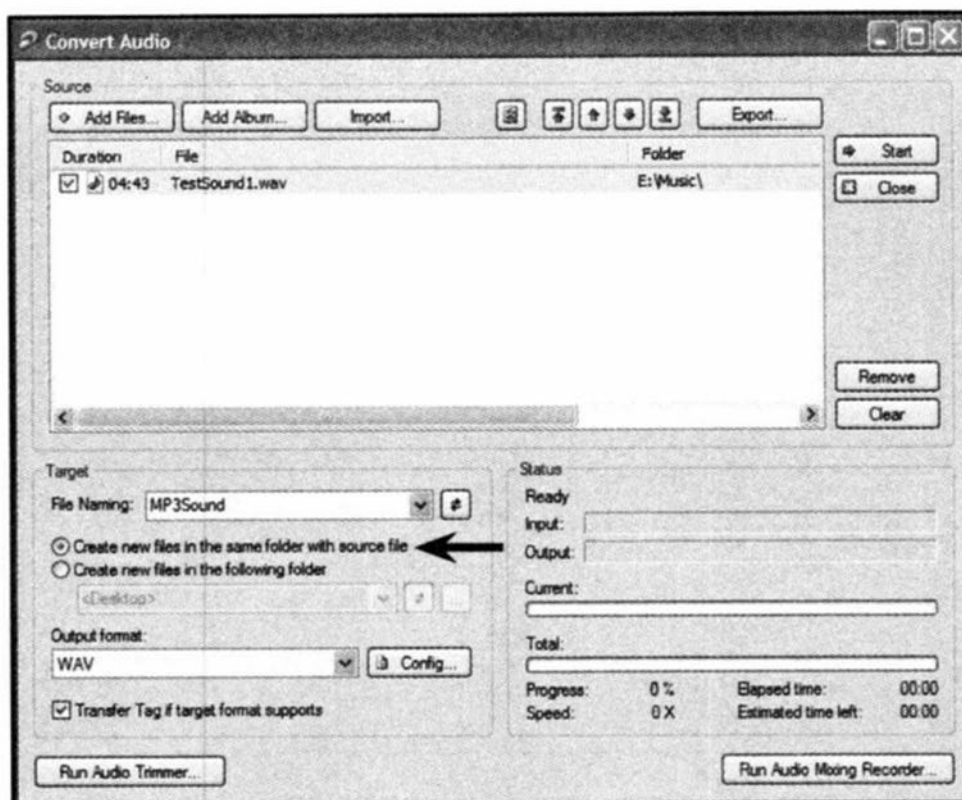 Convert Audio
Source
Add Files... Add Album... Import... Export...
Duration File Folder
04:43 TestSound1.wav E:\Music\
Start
Close
Remove
Clear
Target
File Naming: MP3Sound
Create new files in the same folder with source file
Create new files in the following folder
<Desktop>
...
Output format:
WAV Config...
Transfer Tag if target format supports
Status
Ready
Input:
Output:
Current:
Total:
Progress: 0 % Elapsed time: 00:00
Speed: 0 X Estimated time left: 00:00
Run Audio Trimmer... Run Audio Mixing Recorder...